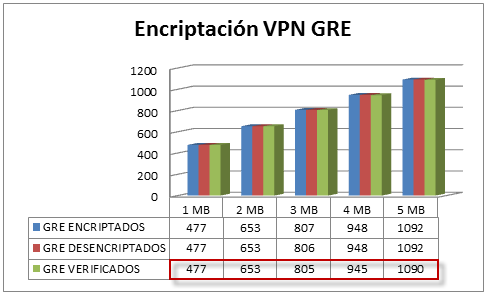 Encriptación VPN GRE
1200
1000
800
600
400
200
0
1 MB 2 MB 3 MB 4 MB 5 MB
GRE ENCRIPTADOS 477 653 807 948 1092
GRE DESENCRIPTADOS 477 653 806 948 1092
GRE VERIFICADOS 477 653 805 945 1090